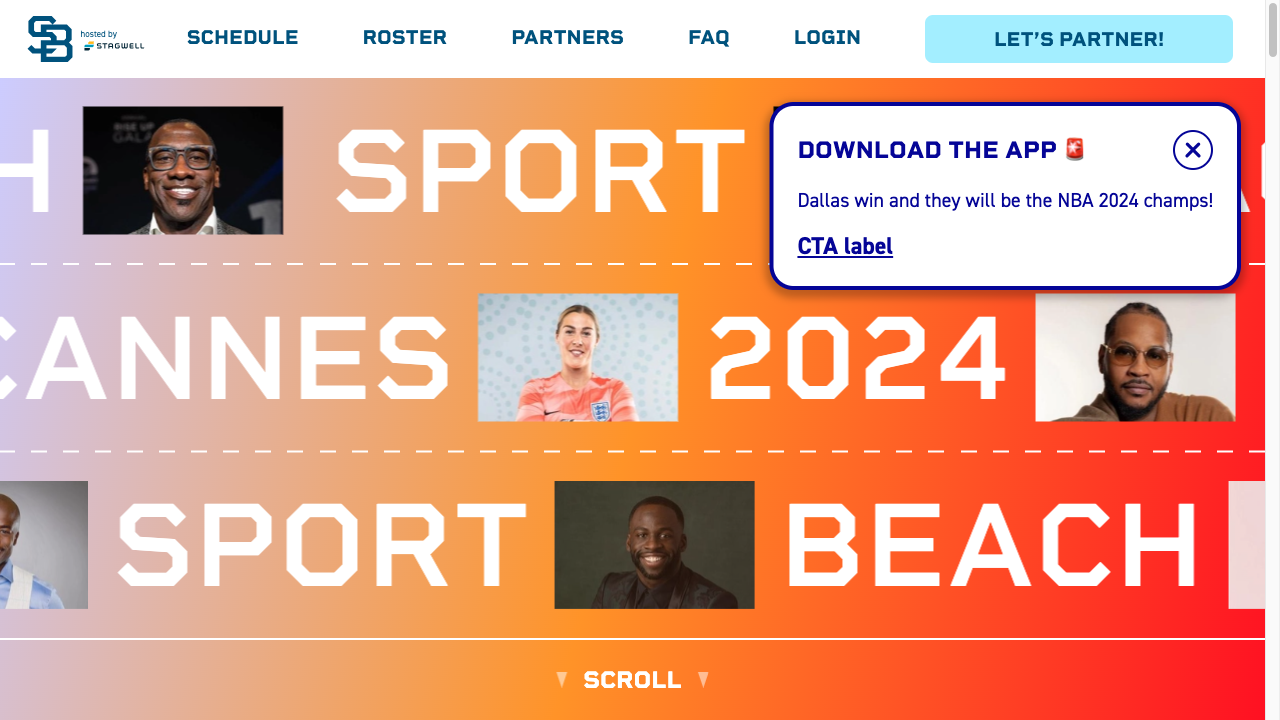 SB hosted by
STAGWELL
SCHEDULE ROSTER PARTNERS FAQ LOGIN LET'S PARTNER!
H SPORT
DOWNLOAD THE APP 🚨
Dallas win and they will be the NBA 2024 champs!
CTA label
CANNES 2024
SPORT BEACH
SCROLL